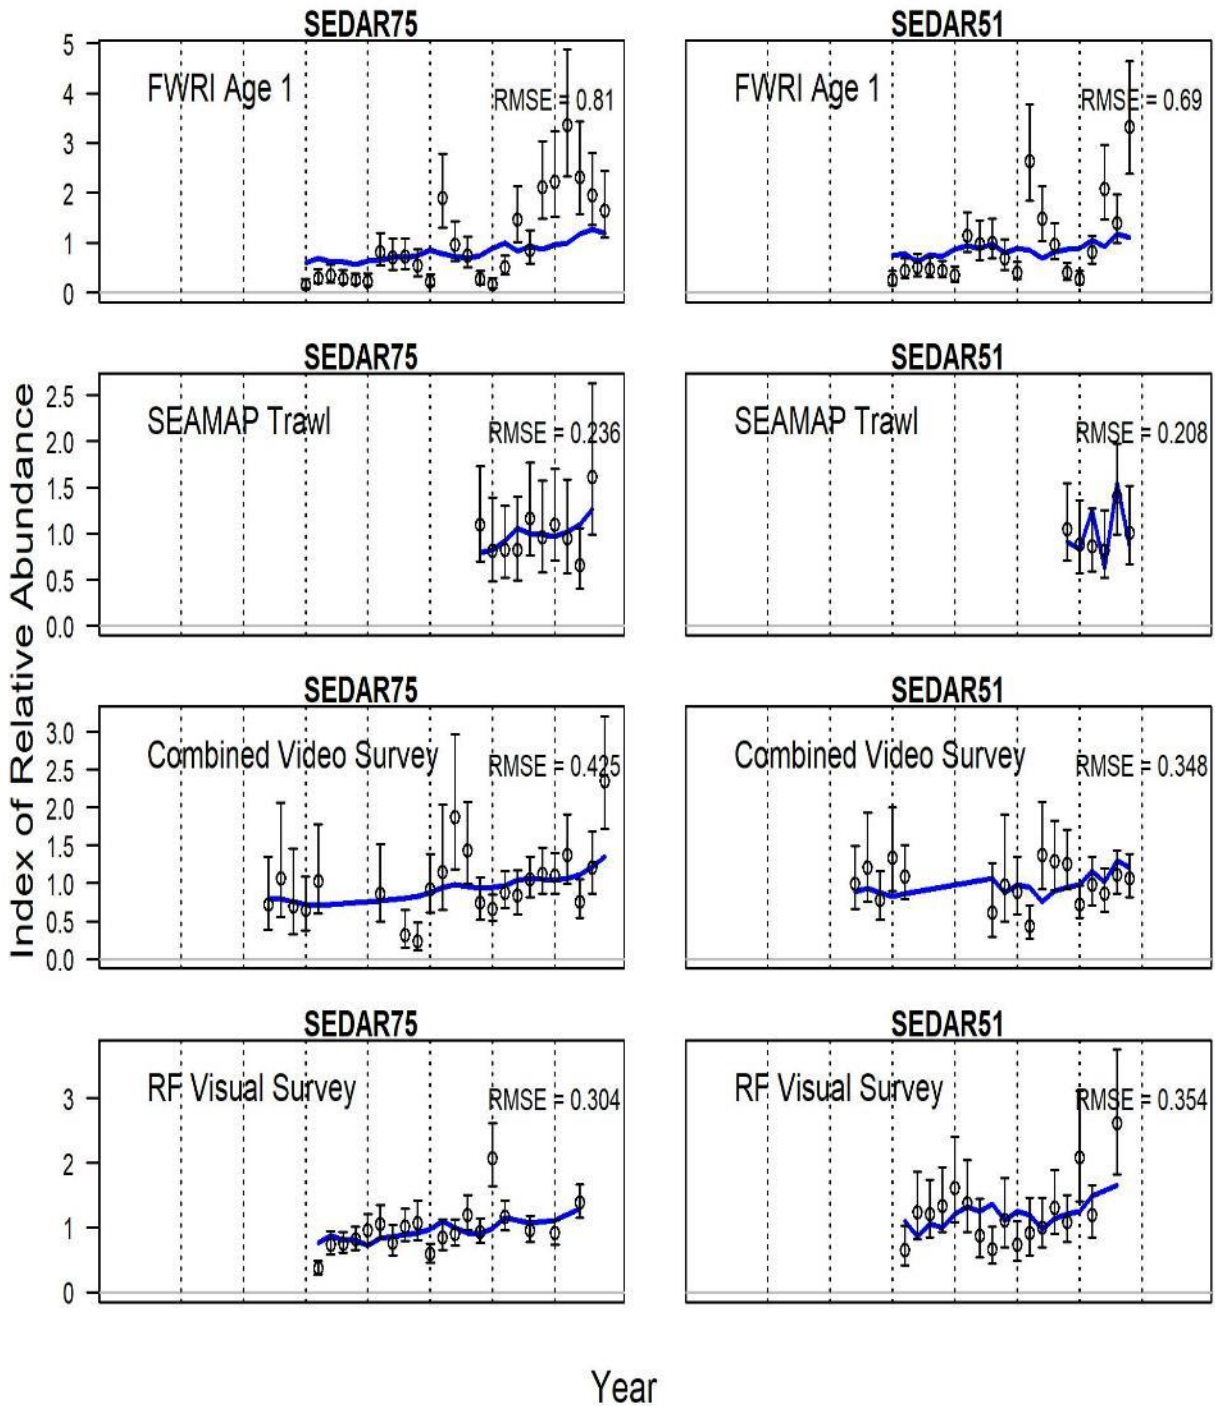 SEDAR75
SEDAR51
5
4
3
2
1
0
FWRI Age 1
RMSE = 0.81
FWRI Age 1
RMSE = 0.69
SEDAR75
SEDAR51
2.5
2.0
1.5
1.0
0.5
0.0
SEAMAP Trawl
RMSE = 0.236
SEAMAP Trawl
RMSE = 0.208
Index of Relative Abundance
SEDAR75
SEDAR51
3.0
2.5
2.0
1.5
1.0
0.5
0.0
Combined Video Survey
RMSE = 0.425
Combined Video Survey
RMSE = 0.348
SEDAR75
SEDAR51
3
2
1
0
RF Visual Survey
RMSE = 0.304
RF Visual Survey
RMSE = 0.354
Year